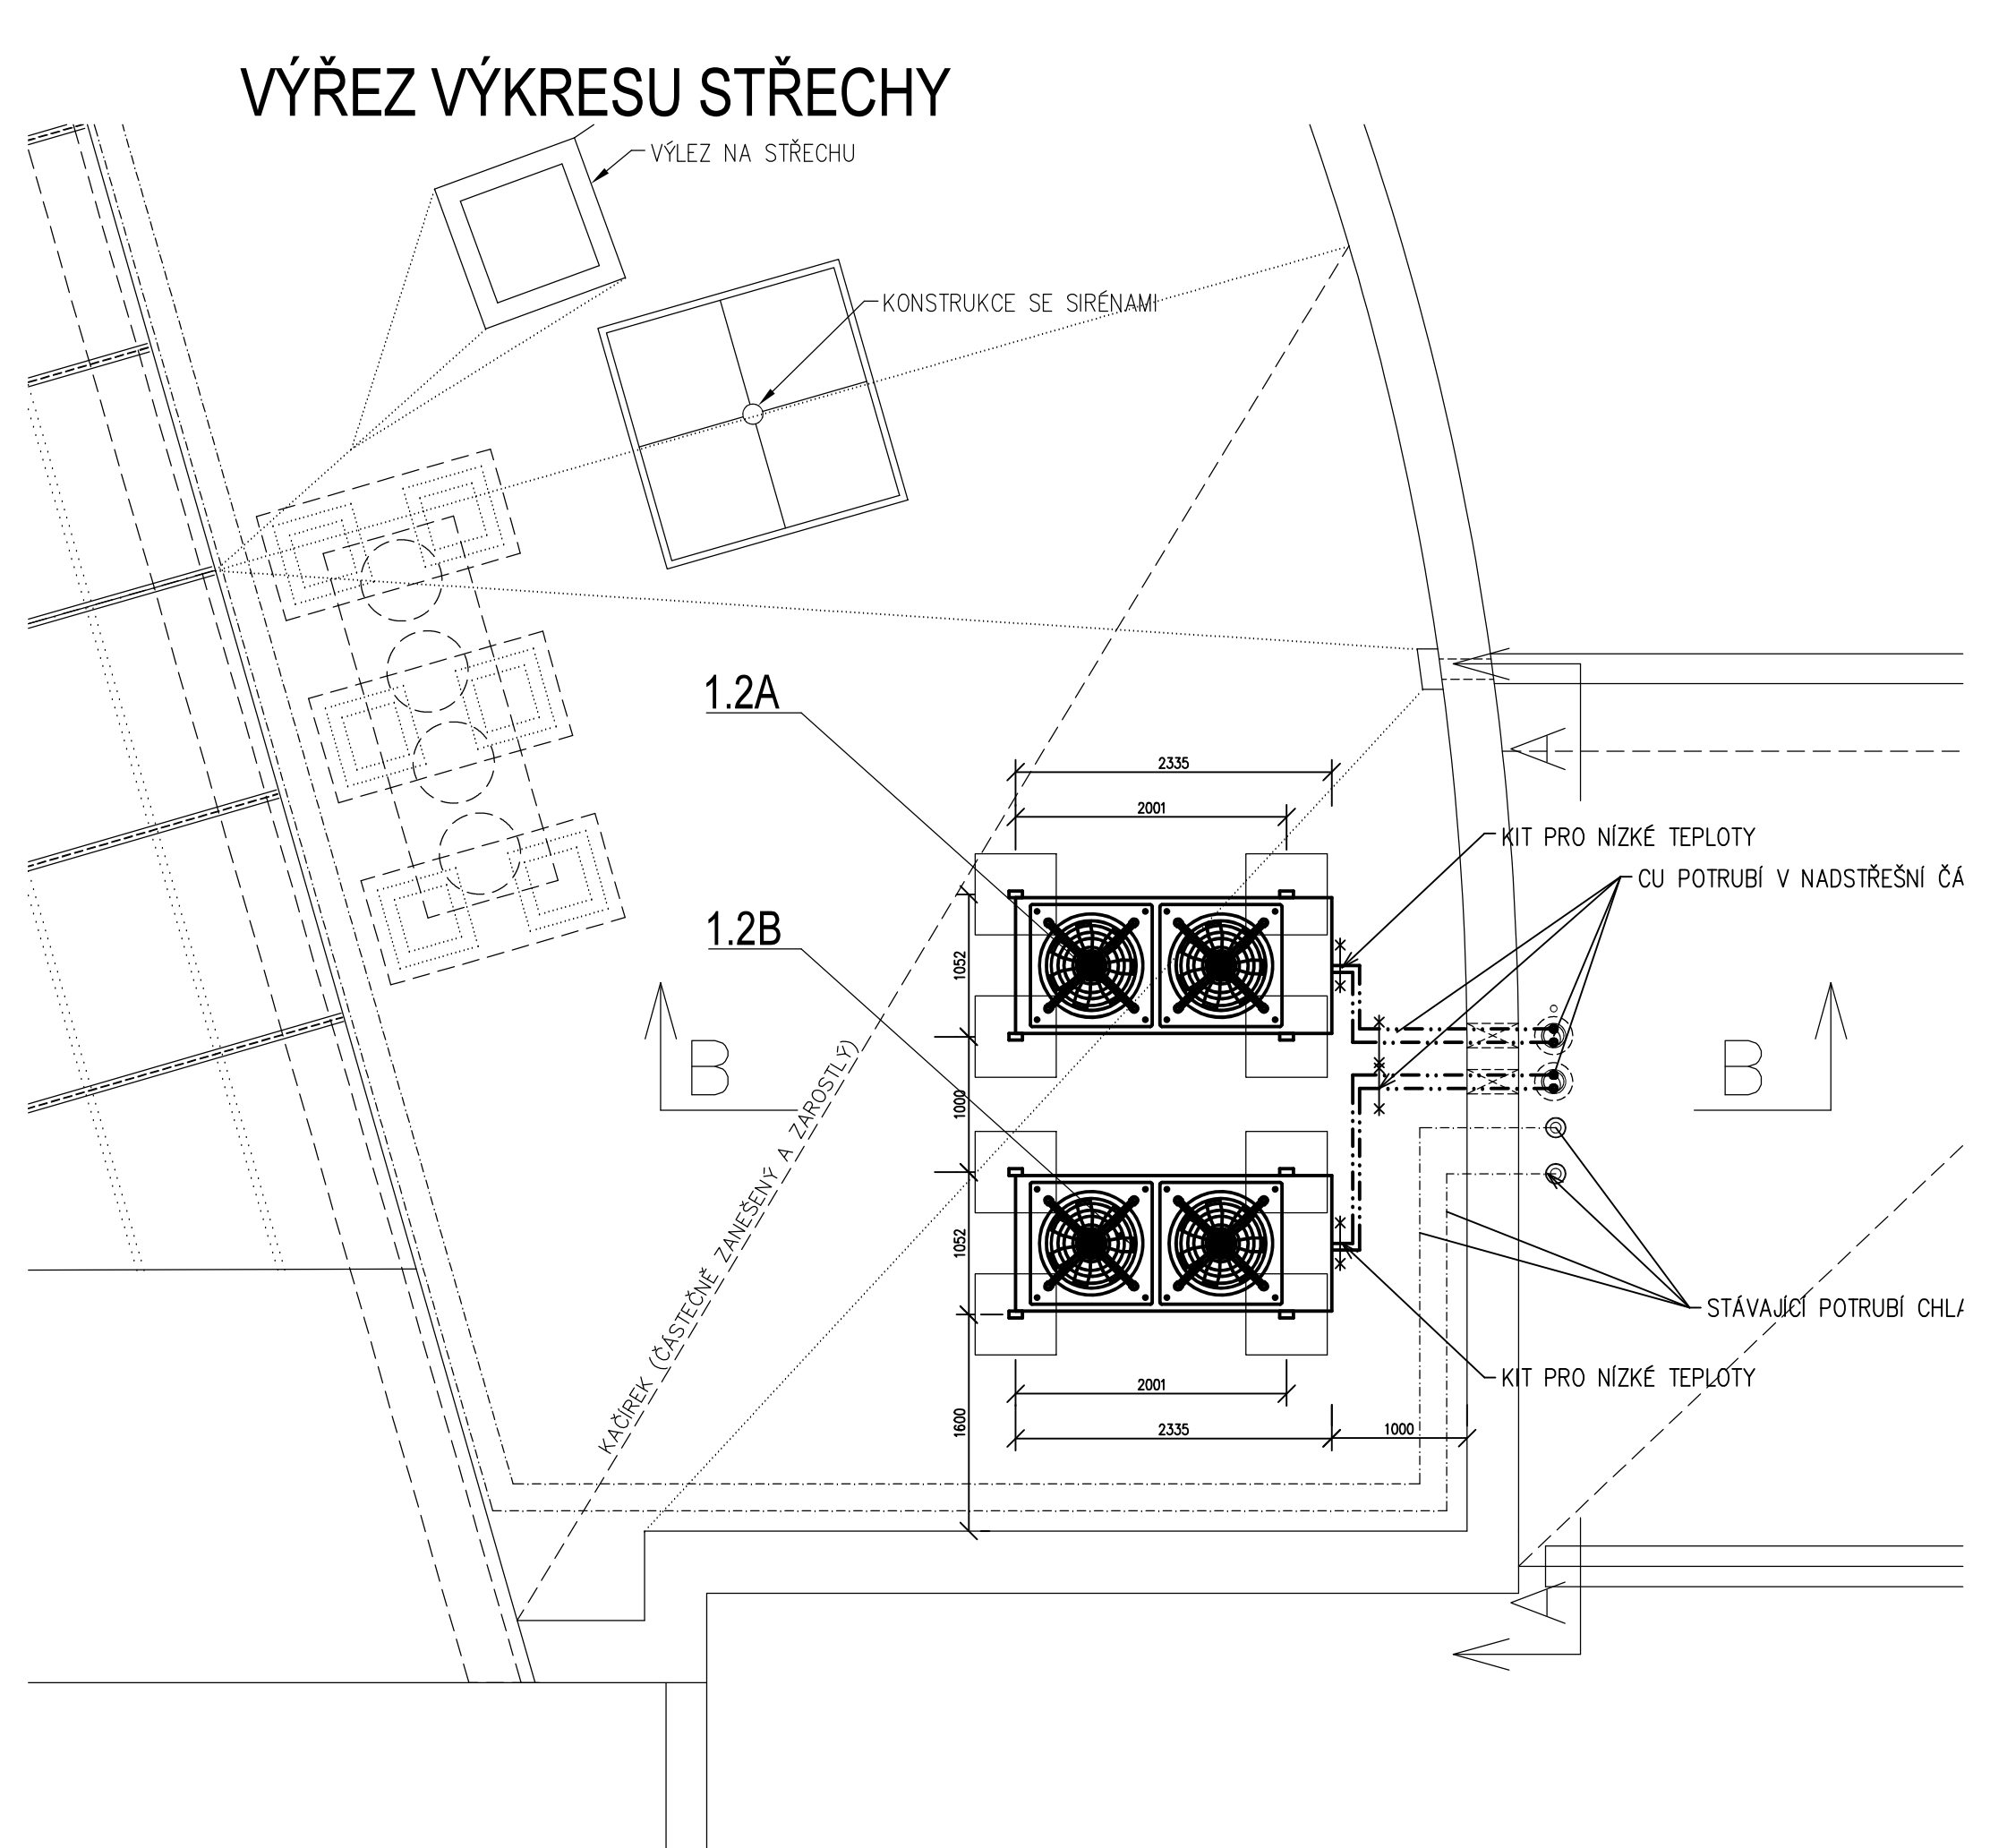 VÝŘEZ VÝKRESU STŘECHY
VÝLEZ NA STŘECHU
KONSTRUKCE SE SIRÉNAMI
1.2A
A
2335
2001
KIT PRO NÍZKÉ TEPLOTY
CU POTRUBÍ V NADSTŘEŠNÍ ČÁ
1.2B
1052
B
B
1000
KAČÍREK (ČÁSTEČNĚ ZANEŠENÝ A ZAROSTLÝ)
1052
STÁVAJÍCÍ POTRUBÍ CHLA
KIT PRO NÍZKÉ TEPLOTY
2001
1600
2335
1000
A